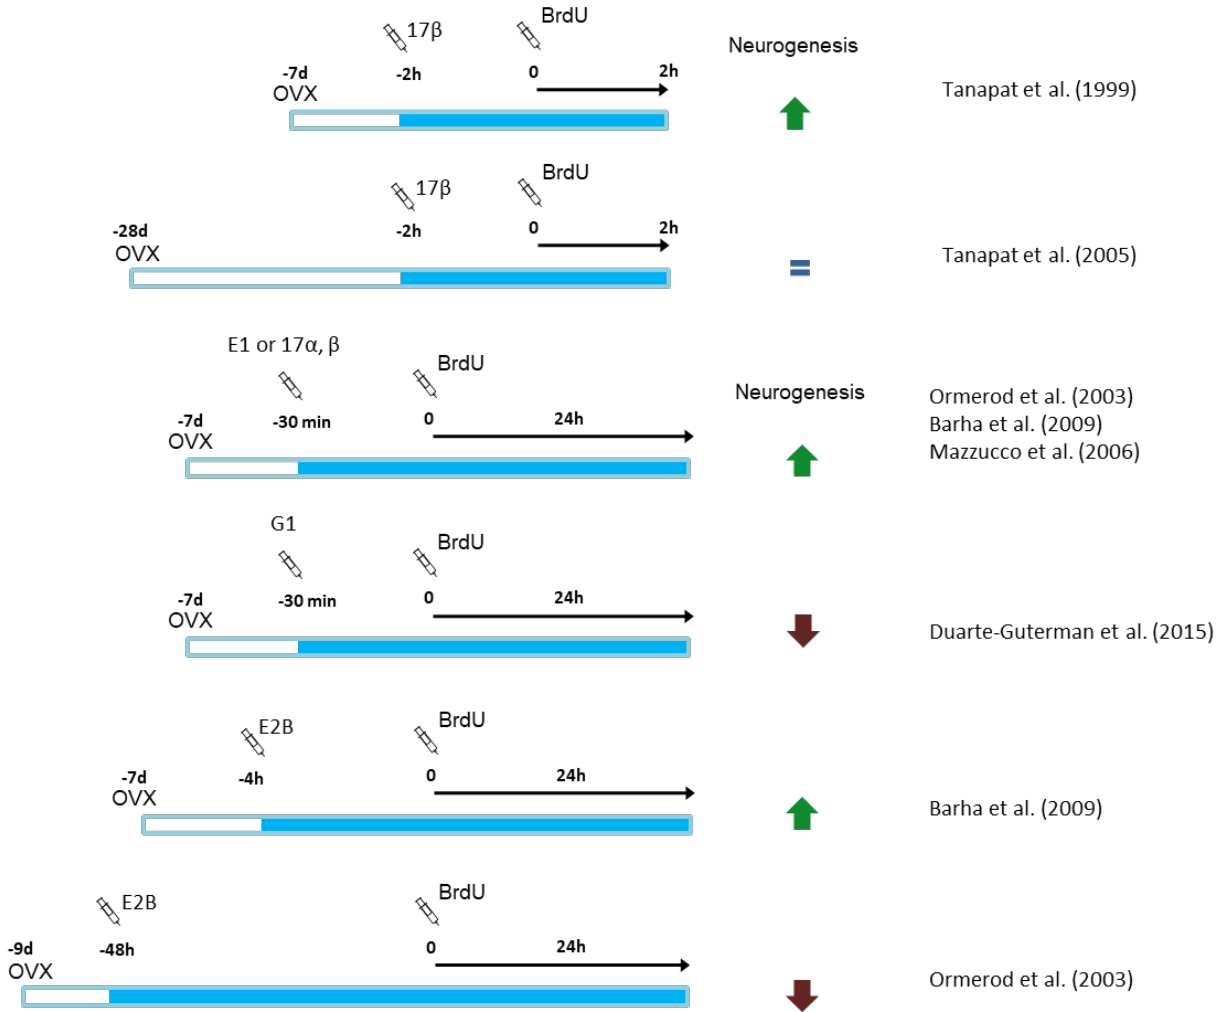 17β
BrdU
Neurogenesis
-7d
-2h
0
2h
OVX
Tanapat et al. (1999)
17β
BrdU
-28d
-2h
0
2h
OVX
Tanapat et al. (2005)
E1 or 17α, β
BrdU
Neurogenesis
-7d
-30 min
0
24h
OVX
Ormerod et al. (2003)
Barha et al. (2009)
Mazzucco et al. (2006)
G1
BrdU
-7d
-30 min
0
24h
OVX
Duarte-Guterman et al. (2015)
E2B
BrdU
-7d
-4h
0
24h
OVX
Barha et al. (2009)
E2B
BrdU
-9d
-48h
0
24h
OVX
Ormerod et al. (2003)